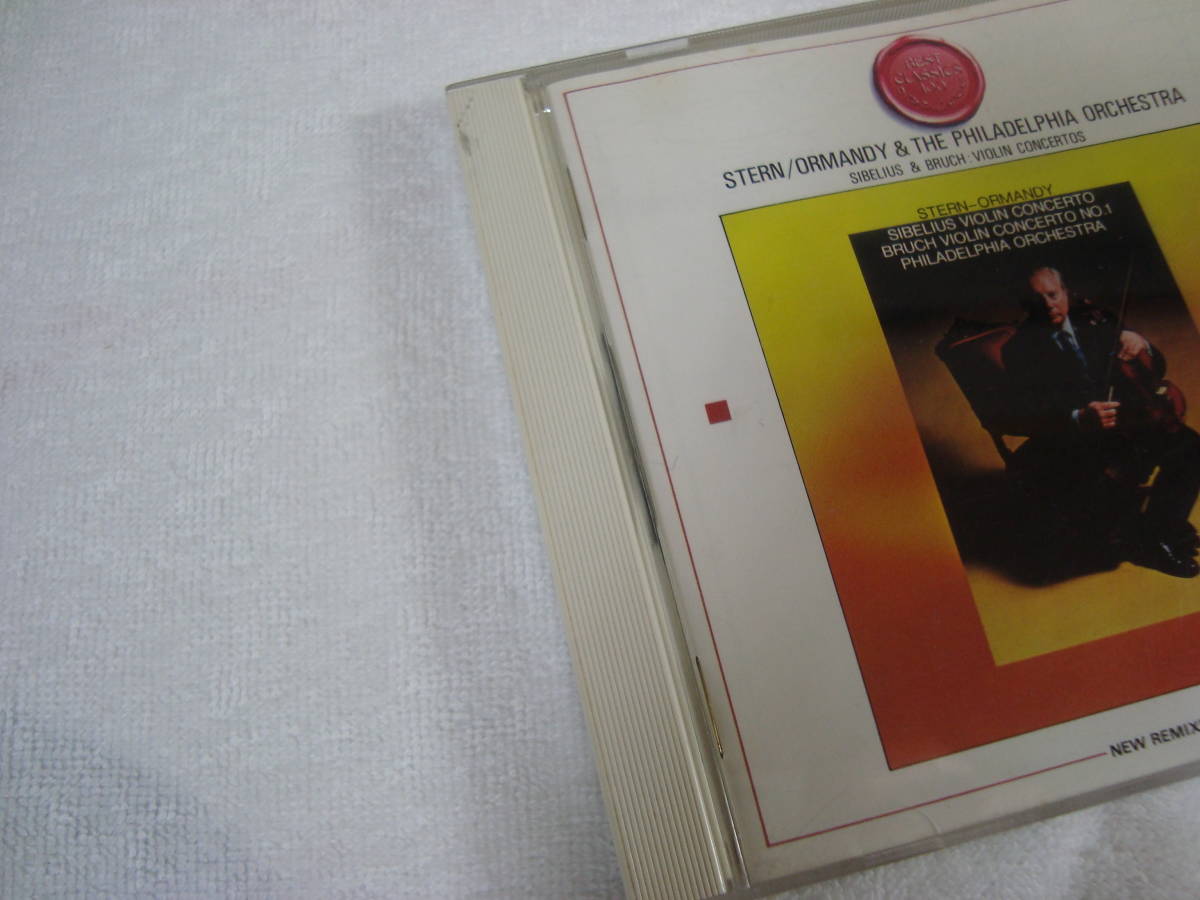 BEST
CLASSICS
100
STERN/ORMANDY & THE PHILADELPHIA ORCHESTRA
SIBELIUS & BRUCH: VIOLIN CONCERTOS
STERN-ORMANDY
SIBELIUS VIOLIN CONCERTO
BRUCH VIOLIN CONCERTO NO.1
PHILADELPHIA ORCHESTRA
NEW REMIX